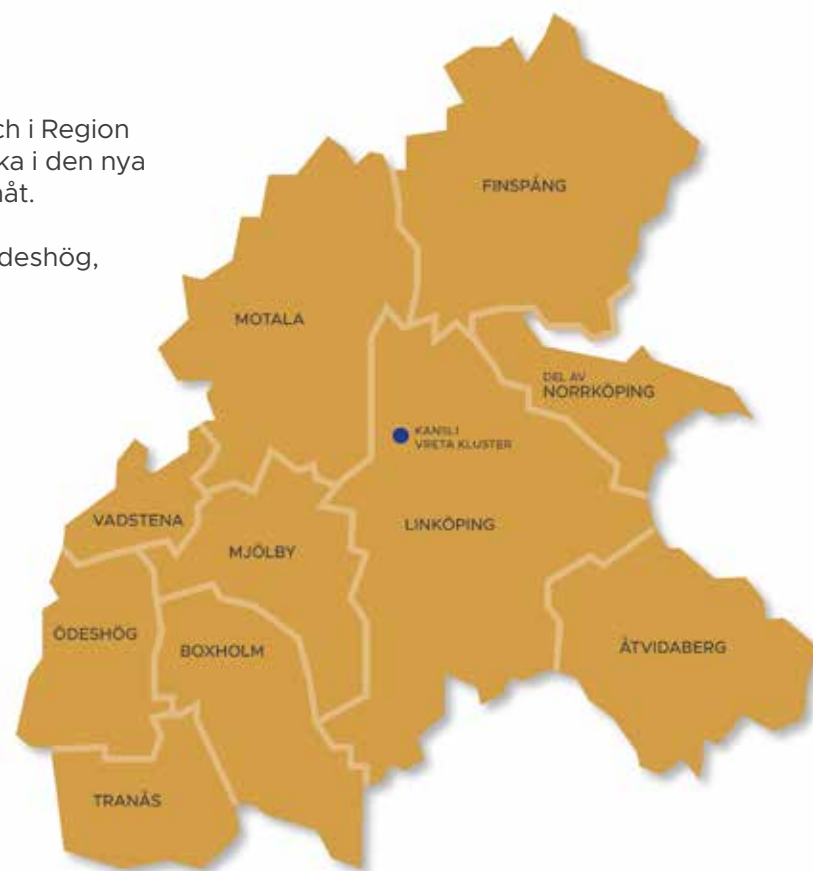 ch i Region
ka i den nya
nåt.
deshög,
FINSPÅNG
MOTALA
DEL AV
NORRKÖPING
KANSLI
VRETA KLUSTER
VADSTENA
LINKÖPING
MJÖLBY
ÖDESHÖG
BOXHOLM
ÅTVIDABERG
TRANÅS